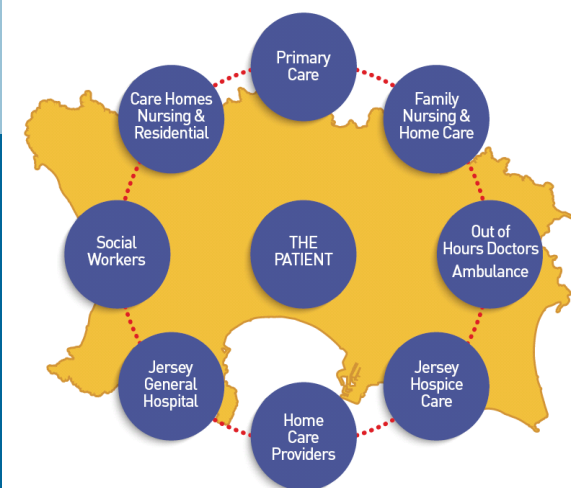 Primary
Care
Care Homes
Nursing &
Residential
Family
Nursing &
Home Care
Social
Workers
THE
PATIENT
Out of
Hours Doctors
Ambulance
Jersey
General
Hospital
Jersey
Hospice
Care
Home
Care
Providers